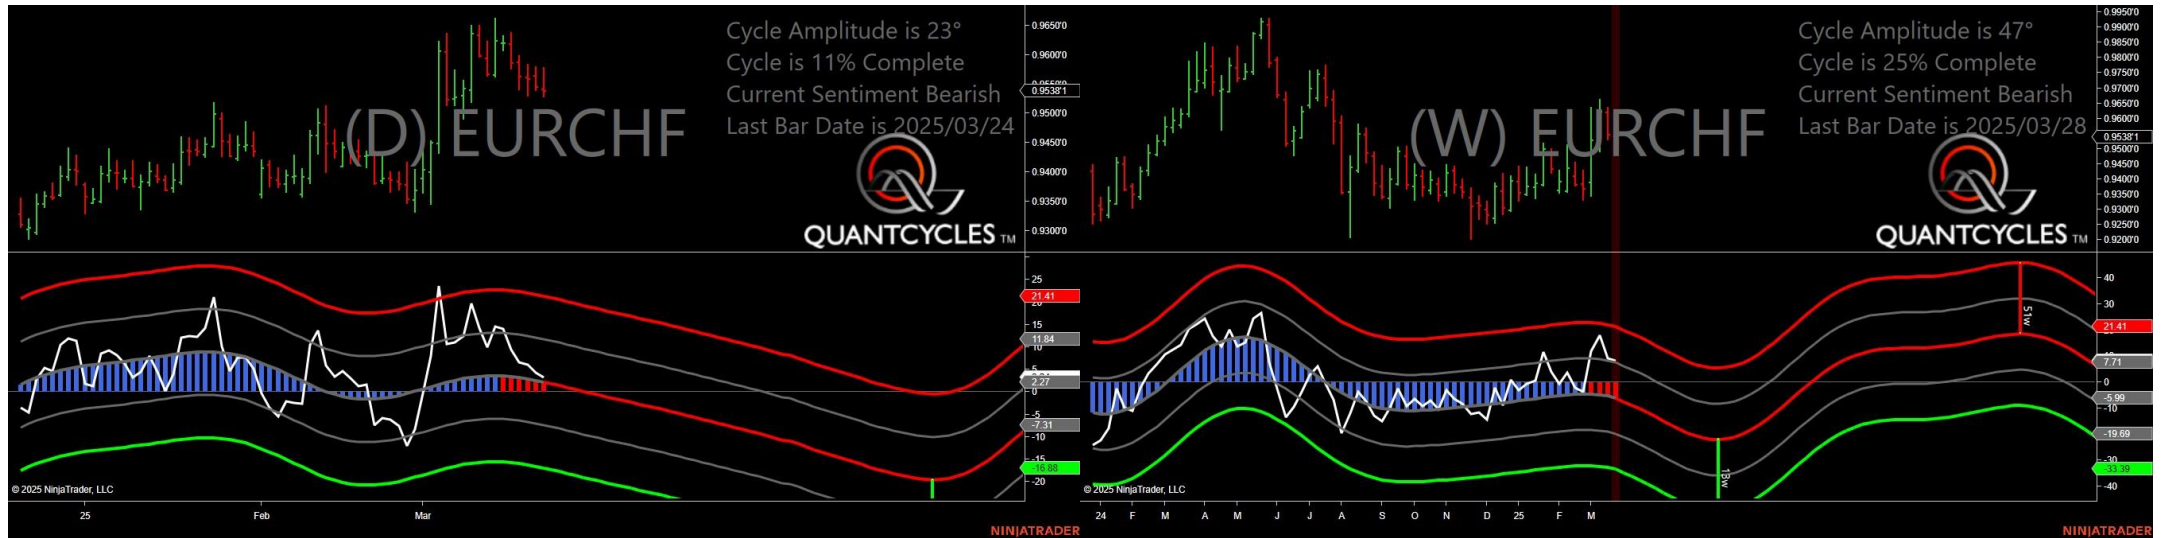 Cycle Amplitude is 23°
Cycle is 11% Complete
Current Sentiment Bearish
Last Bar Date is 2025/03/24
(D) EURCHF
QUANTCYCLES TM
0.9650'0
0.9600'0
0.9538'1
0.9500'0
0.9450'0
0.9400'0
0.9350'0
0.9300'0
25
21.41
15
11.84
10
5
2.27
0
-5
-7.31
-10
-15
-16.88
-20
© 2025 NinjaTrader, LLC
25 Feb Mar
NINJATRADER
Cycle Amplitude is 47°
Cycle is 25% Complete
Current Sentiment Bearish
Last Bar Date is 2025/03/28
(W) EURCHF
QUANTCYCLES TM
0.9950'0
0.9900'0
0.9850'0
0.9800'0
0.9750'0
0.9700'0
0.9650'0
0.9600'0
0.9538'1
0.9500'0
0.9450'0
0.9400'0
0.9350'0
0.9300'0
0.9250'0
0.9200'0
40
30
21.41
7.71
0
-5.99
-10
-19.69
-30
-33.39
-40
51w
13w
© 2025 NinjaTrader, LLC
24 F M A M J J A S O N D 25 F M
NINJATRADER